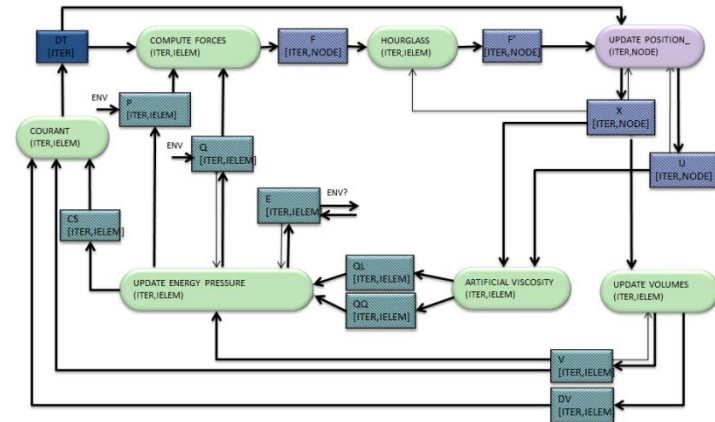 DT
[ITER]
COMPUTE FORCES
(ITER,IELEM)
F
[ITER,NODE]
HOURGLASS
(ITER,IELEM)
F'
[ITER,NODE]
UPDATE POSITION_
(ITER,NODE)
ENV
P
[ITER,IELEM]
X
[ITER,NODE]
COURANT
(ITER,IELEM)
ENV
Q
[ITER,IELEM]
U
[ITER,NODE]
E
[ITER,IELEM]
ENV?
CS
[ITER,IELEM]
UPDATE ENERGY PRESSURE
(ITER,IELEM)
QL
[ITER,IELEM]
QQ
[ITER,IELEM]
ARTIFICIAL VISCOSITY
(ITER,IELEM)
UPDATE VOLUMES
(ITER,IELEM)
V
[ITER,IELEM]
DV
[ITER,IELEM]